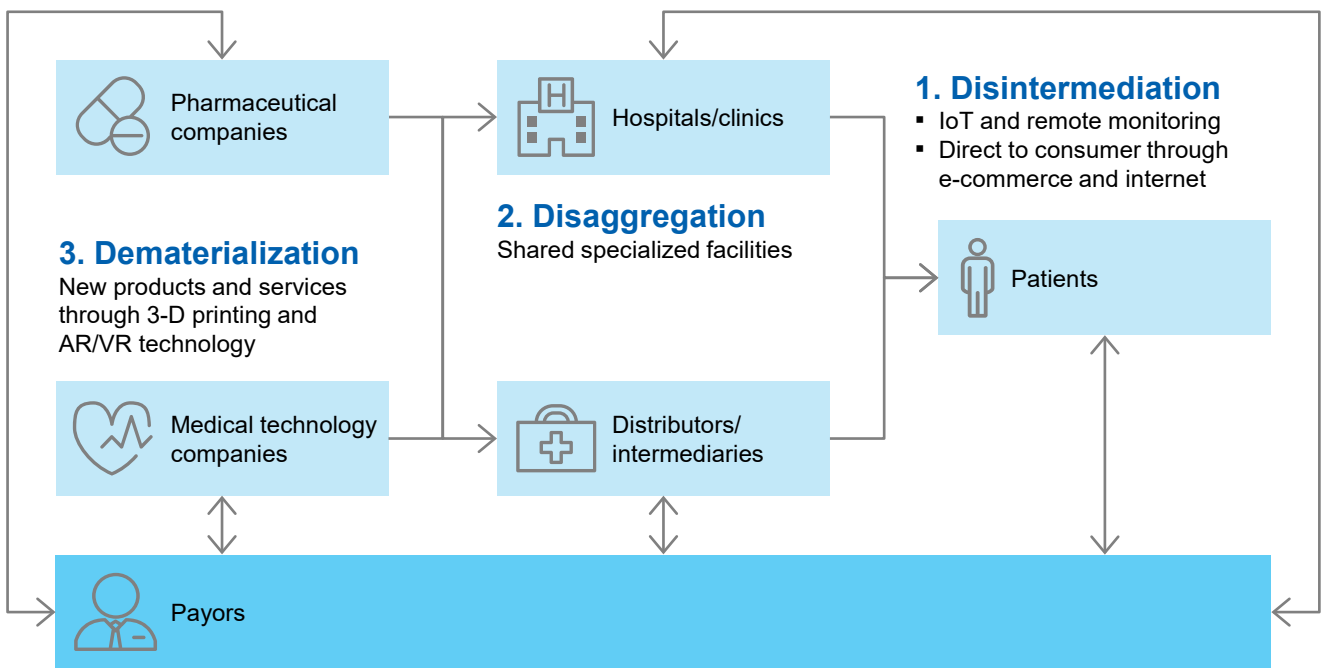 Pharmaceutical
companies
H
Hospitals/clinics
1. Disintermediation
▪ IoT and remote monitoring
▪ Direct to consumer through
e-commerce and internet
2. Disaggregation
Shared specialized facilities
3. Dematerialization
New products and services
through 3-D printing and
AR/VR technology
Patients
Medical technology
companies
Distributors/
intermediaries
Payors